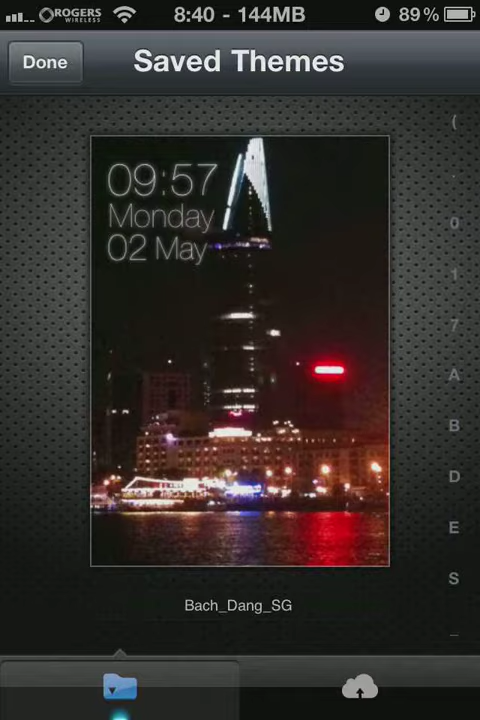 ROGERS WIRELESS 8:40 - 144MB 89%
Done
Saved Themes
09:57
Monday
02 May
(
.
0
1
7
A
B
D
E
S
_
Bach_Dang_SG